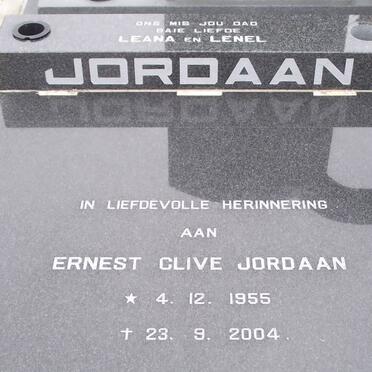 ONS MIS JOU DAD
BAIE LIEFDE
LEANA EN LENEL
JORDAAN
IN LIEFDEVOLLE HERINNERING
AAN
ERNEST CLIVE JORDAAN
★ 4. 12. 1955
✝ 23. 9. 2004.